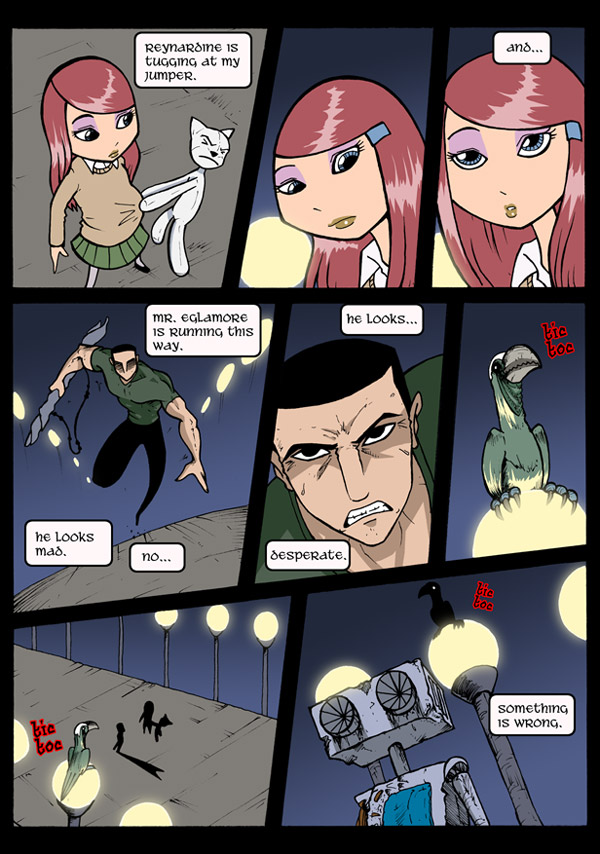 Reynardine is
tugging at my
jumper.
and...
Mr. Eglamore
is running this
way.
He looks
mad.
no...
He looks...
desperate.
tic
toc
tic
toc
tic
toc
something
is wrong.